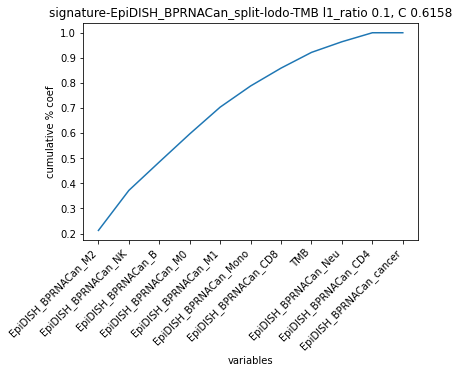 signature-EpiDISH_BPRNACan_split-lodo-TMB l1_ratio 0.1, C 0.6158
cumulative % coef
1.0
0.9
0.8
0.7
0.6
0.5
0.4
0.3
0.2
EpiDISH_BPRNACan_M2
EpiDISH_BPRNACan_NK
EpiDISH_BPRNACan_B
EpiDISH_BPRNACan_M0
EpiDISH_BPRNACan_M1
EpiDISH_BPRNACan_Mono
EpiDISH_BPRNACan_CD8
TMB
EpiDISH_BPRNACan_Neu
EpiDISH_BPRNACan_CD4
EpiDISH_BPRNACan_cancer
variables